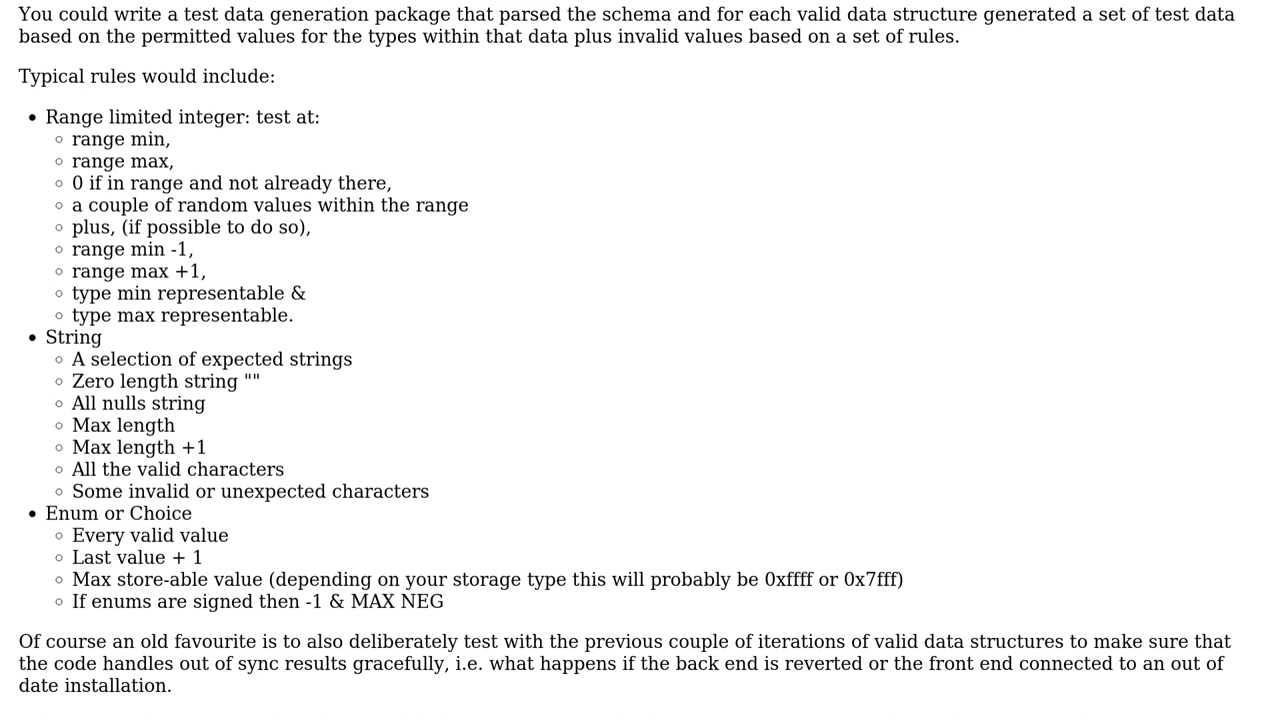 You could write a test data generation package that parsed the schema and for each valid data structure generated a set of test data
based on the permitted values for the types within that data plus invalid values based on a set of rules.
Typical rules would include:
• Range limited integer: test at:
◦ range min,
◦ range max,
◦ 0 if in range and not already there,
◦ a couple of random values within the range
◦ plus, (if possible to do so),
◦ range min -1,
◦ range max +1,
◦ type min representable &
◦ type max representable.
• String
◦ A selection of expected strings
◦ Zero length string ""
◦ All nulls string
◦ Max length
◦ Max length +1
◦ All the valid characters
◦ Some invalid or unexpected characters
• Enum or Choice
◦ Every valid value
◦ Last value + 1
◦ Max store-able value (depending on your storage type this will probably be 0xffff or 0x7fff)
◦ If enums are signed then -1 & MAX NEG
Of course an old favourite is to also deliberately test with the previous couple of iterations of valid data structures to make sure that
the code handles out of sync results gracefully, i.e. what happens if the back end is reverted or the front end connected to an out of
date installation.